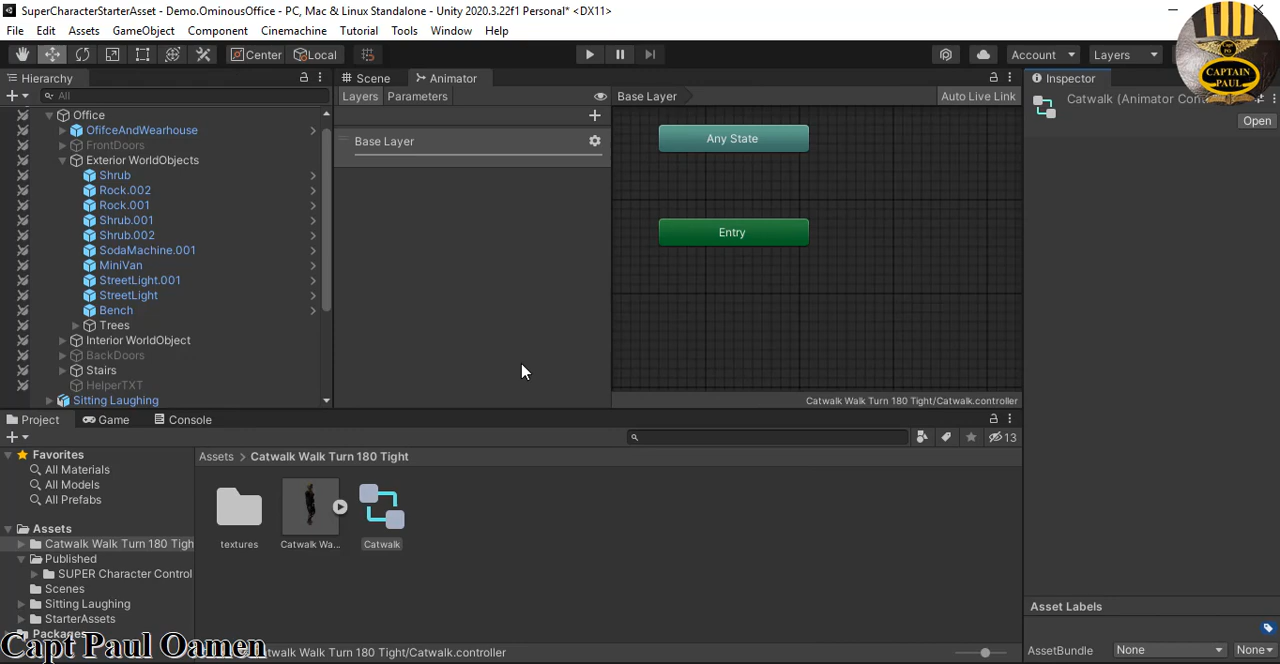 SuperCharacterStarterAsset - Demo.OminousOffice - PC, Mac & Linux Standalone - Unity 2020.3.22f1 Personal* <DX11>
File Edit Assets GameObject Component Cinemachine Tutorial Tools Window Help
Center Local Account Layers
CAPTAIN
PAUL
Hierarchy Scene Animator Inspector
All Layers Parameters Base Layer Auto Live Link Catwalk (Animator Cont
Open
Office
OfifceAndWearhouse
FrontDoors
Exterior WorldObjects
Shrub
Rock.002
Rock.001
Shrub.001
Shrub.002
SodaMachine.001
MiniVan
StreetLight.001
StreetLight
Bench
Trees
Interior WorldObject
BackDoors
Stairs
HelperTXT
Sitting Laughing
Base Layer
Any State
Entry
Catwalk Walk Turn 180 Tight/Catwalk.controller
Project Game Console
13
Favorites
All Materials
All Models
All Prefabs
Assets
Catwalk Walk Turn 180 Tigh
Published
SUPER Character Control
Scenes
Sitting Laughing
StarterAssets
Packages
Assets > Catwalk Walk Turn 180 Tight
textures Catwalk Wa... Catwalk
atwalk Walk Turn 180 Tight/Catwalk.controller
Asset Labels
AssetBundle None None
Capt Paul Oamen